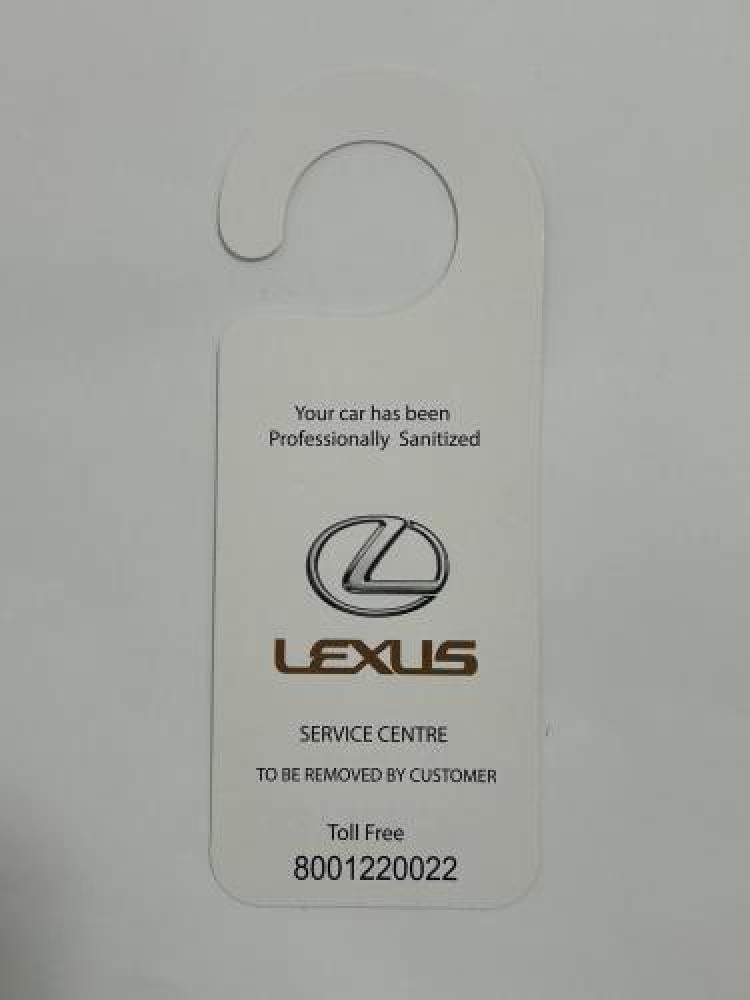 Your car has been
Professionally Sanitized
LEXUS
SERVICE CENTRE
TO BE REMOVED BY CUSTOMER
Toll Free
8001220022